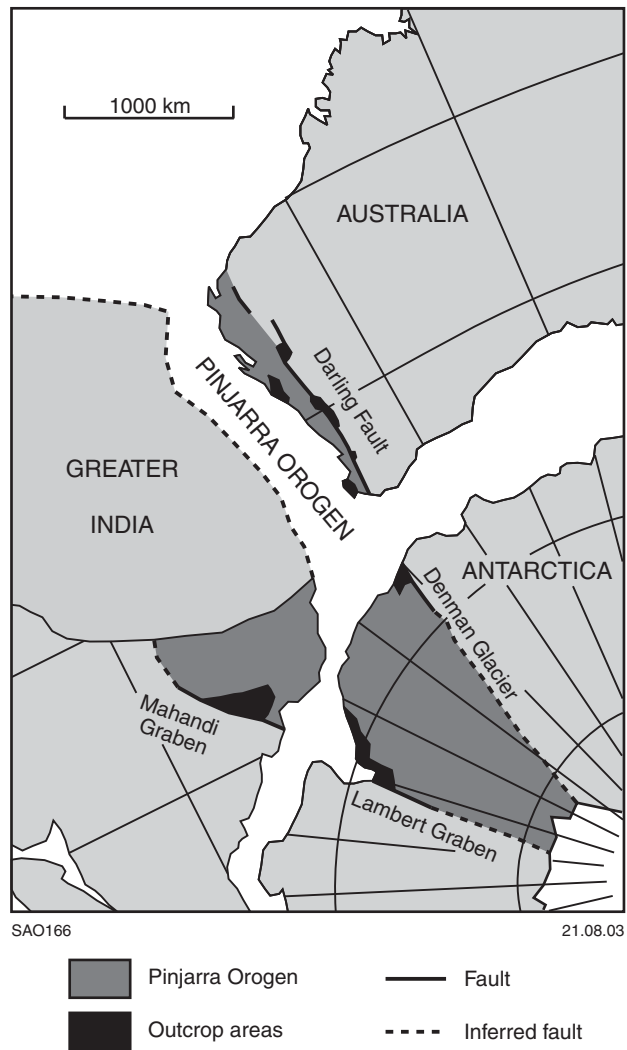 1000 km
AUSTRALIA
Darling Fault
PINJARRA OROGEN
GREATER
INDIA
ANTARCTICA
Denman Glacier
Mahandi
Graben
Lambert Graben
SAO166
21.08.03
Pinjarra Orogen
Fault
Outcrop areas
Inferred fault